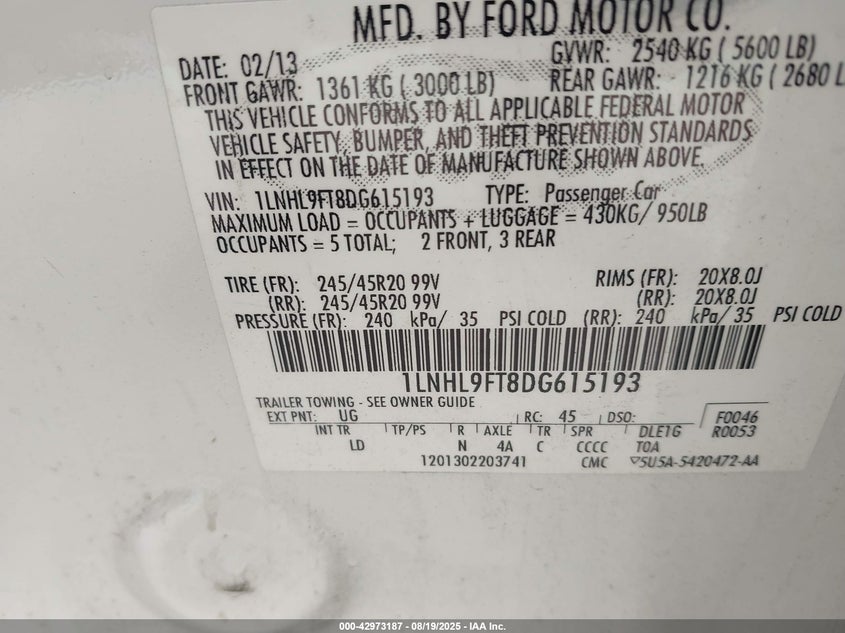 MFD. BY FORD MOTOR CO.
DATE: 02/13 GVWR: 2540 KG ( 5600 LB)
FRONT GAWR: 1361 KG ( 3000 LB) REAR GAWR: 1216 KG ( 2680 L
THIS VEHICLE CONFORMS TO ALL APPLICABLE FEDERAL MOTOR
VEHICLE SAFETY, BUMPER, AND THEFT PREVENTION STANDARDS
IN EFFECT ON THE DATE OF MANUFACTURE SHOWN ABOVE.
VIN: 1LNHL9FT8DG615193 TYPE: Passenger Car
MAXIMUM LOAD = OCCUPANTS + LUGGAGE = 430KG/ 950LB
OCCUPANTS = 5 TOTAL; 2 FRONT, 3 REAR
TIRE (FR): 245/45R20 99V RIMS (FR): 20X8.0J
(RR): 245/45R20 99V (RR): 20X8.0J
PRESSURE (FR): 240 kPa/ 35 PSI COLD (RR): 240 kPa/ 35 PSI COLD
1LNHL9FT8DG615193
TRAILER TOWING - SEE OWNER GUIDE
EXT PNT: UG RC: 45 DSO: F0046
INT TR TP/PS R AXLE TR SPR DLE1G R0053
LD N 4A C CCCC TOA
1201302203741 CMC 5U5A-5420472-AA
000-42973187 - 08/19/2025 - IAA Inc.